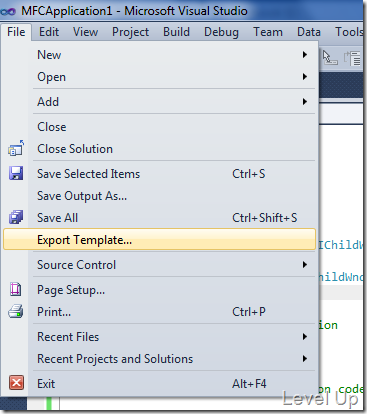 MFCApplication1 - Microsoft Visual Studio
File Edit View Project Build Debug Team Data Tools
New
Open
Add
Close
Close Solution
Save Selected Items Ctrl+S
Save Output As...
Save All Ctrl+Shift+S
Export Template...
IChildW
Source Control
hildWnd
Page Setup...
Print... Ctrl+P
ion
Recent Files
Recent Projects and Solutions
Exit Alt+F4
on code
Level Up